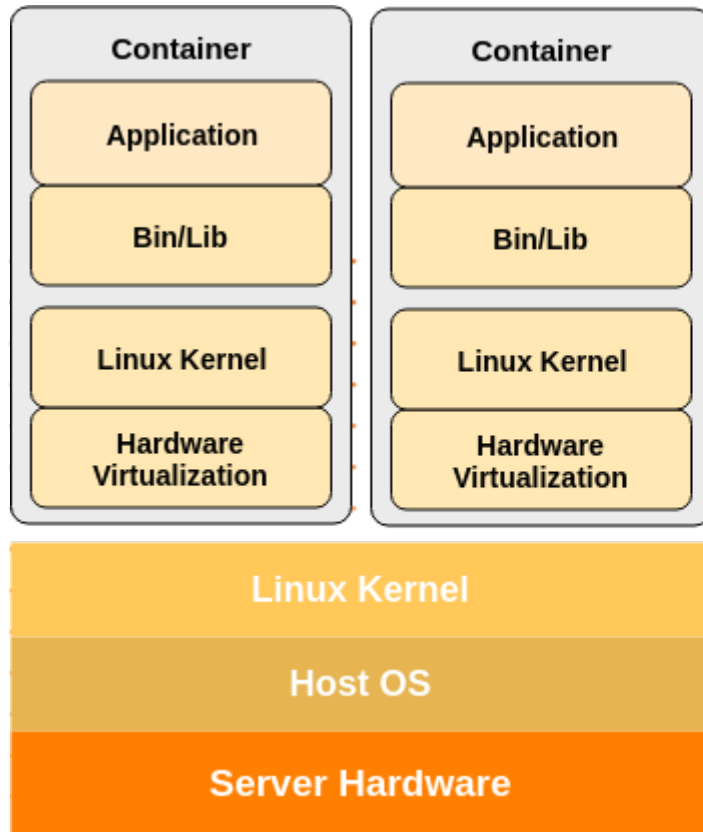 Container
Application
Bin/Lib
Linux Kernel
Hardware
Virtualization
Container
Application
Bin/Lib
Linux Kernel
Hardware
Virtualization
Linux Kernel
Host OS
Server Hardware